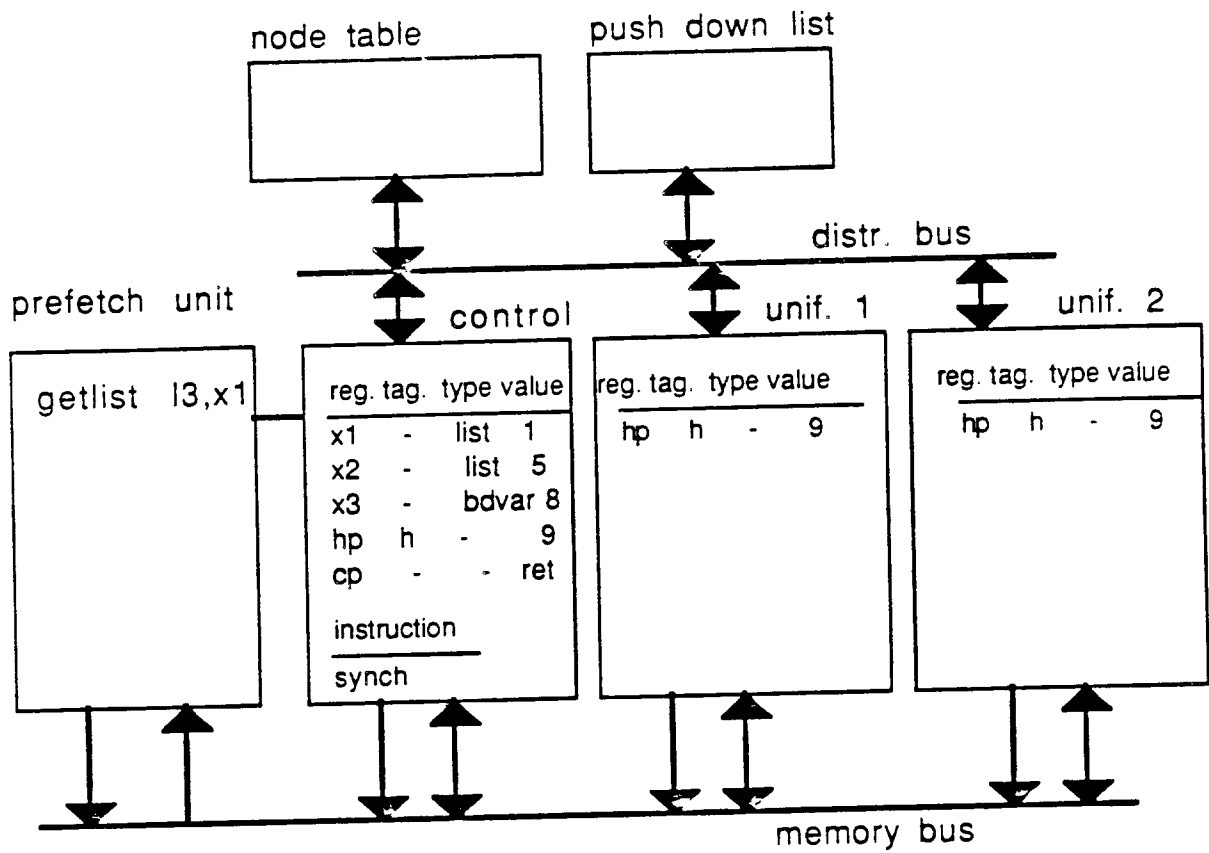 node table
push down list
distr. bus
prefetch unit
control
unif. 1
unif. 2
getlist l3,x1
reg. tag. type value
x1 - list 1
x2 - list 5
x3 - bdvar 8
hp h - 9
cp - - ret
instruction
synch
reg. tag. type value
hp h - 9
reg. tag. type value
hp h - 9
memory bus